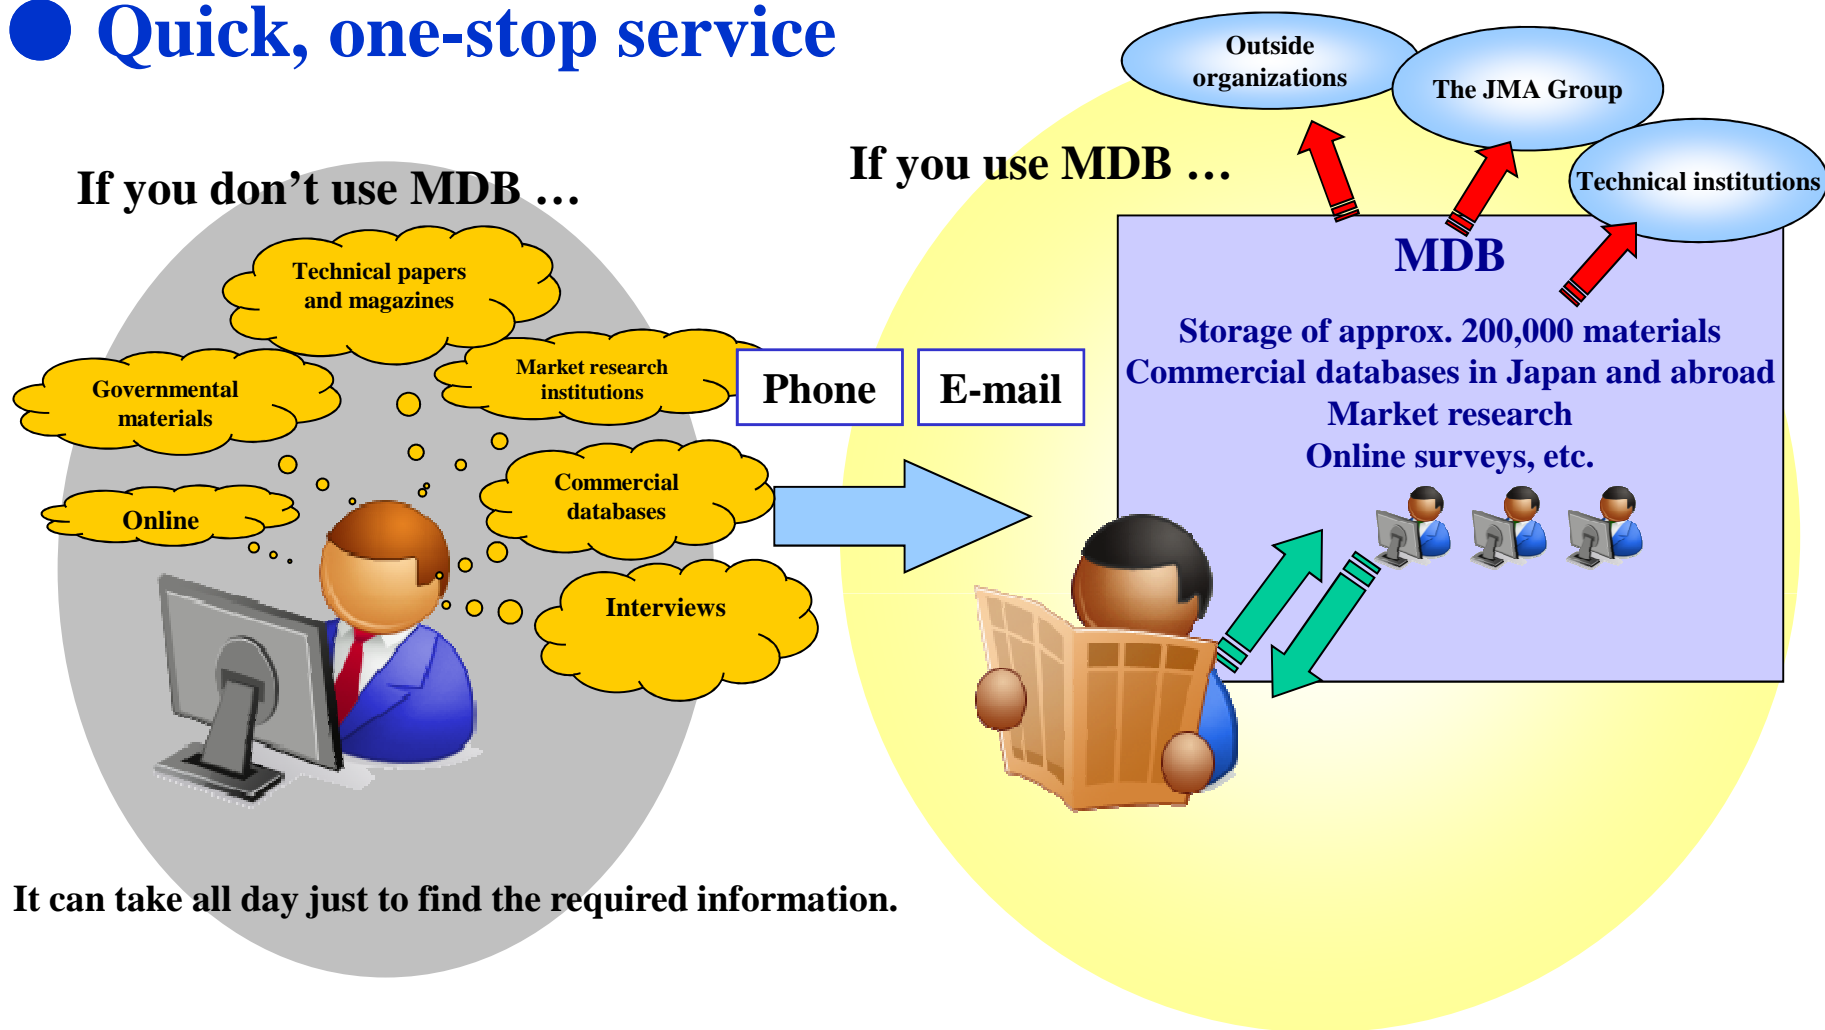 Quick, one-stop service
If you don’t use MDB …
Technical papers
and magazines
Governmental
materials
Market research
institutions
Online
Commercial
databases
Interviews
It can take all day just to find the required information.
Phone
E-mail
If you use MDB …
Outside
organizations
The JMA Group
Technical institutions
MDB
Storage of approx. 200,000 materials
Commercial databases in Japan and abroad
Market research
Online surveys, etc.